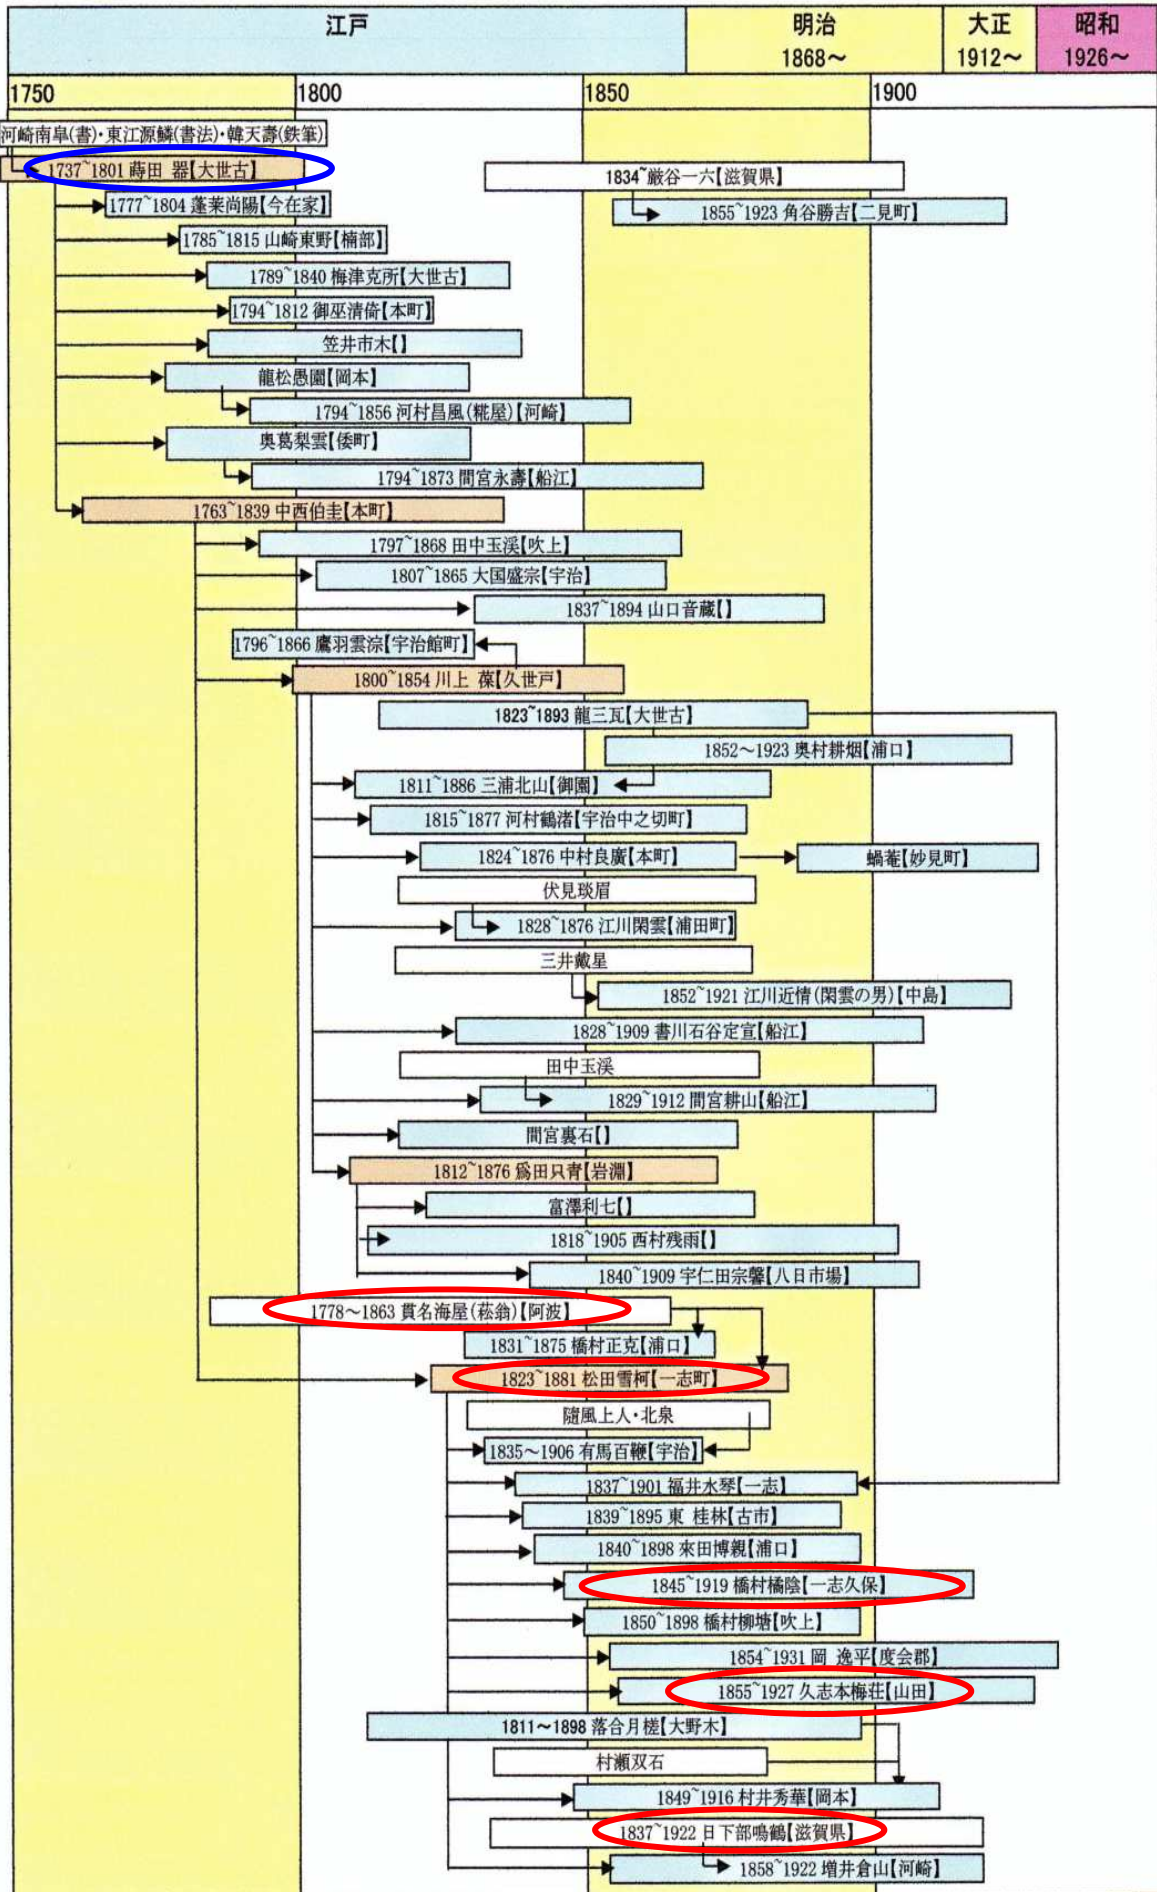 江戸
明治
1868～
大正
1912～
昭和
1926～
1750
1800
1850
1900
河崎南皐(書)・東江源鱗(書法)・韓天壽(鉄筆)
1737~1801 蒔田 器【大世古】
1834~巌谷一六【滋賀県】
1777~1804 蓬莱尚陽【今在家】
1855~1923 角谷勝吉【二見町】
1785~1815 山崎東野【楠部】
1789~1840 梅津克所【大世古】
1794~1812 御巫清倚【本町】
笠井市木【】
龍松愚園【岡本】
1794~1856 河村昌風(糀屋)【河崎】
奥葛梨雲【倭町】
1794~1873 間宮永壽【船江】
1763~1839 中西伯圭【本町】
1797~1868 田中玉渓【吹上】
1807~1865 大国盛宗【宇治】
1837~1894 山口音蔵【】
1796~1866 鷹羽雲淙【宇治館町】
1800~1854 川上 葆【久世戸】
1823~1893 龍三瓦【大世古】
1852～1923 奥村耕烟【浦口】
1811~1886 三浦北山【御薗】
1815~1877 河村鶴渚【宇治中之切町】
1824~1876 中村良廣【本町】
蝸菴【妙見町】
伏見琰眉
1828~1876 江川閑雲【浦田町】
三井戴星
1852~1921 江川近情(閑雲の男)【中島】
1828~1909 書川石谷定宣【船江】
田中玉渓
1829~1912 間宮耕山【船江】
間宮裏石【】
1812~1876 為田只青【岩淵】
富澤利七【】
1818~1905 西村残雨【】
1840~1909 宇仁田宗馨【八日市場】
1778～1863 貫名海屋(菘翁)【阿波】
1831~1875 橋村正克【浦口】
1823~1881 松田雪柯【一志町】
隨風上人・北泉
1835～1906 有馬百鞭【宇治】
1837~1901 福井水琴【一志】
1839~1895 東 桂林【古市】
1840~1898 來田博親【浦口】
1845~1919 橋村橘陰【一志久保】
1850~1898 橋村柳塘【吹上】
1854~1931 岡 逸平【度会郡】
1855~1927 久志本梅荘【山田】
1811～1898 落合月槎【大野木】
村瀬双石
1849~1916 村井秀華【岡本】
1837~1922 日下部鳴鶴【滋賀県】
1858~1922 増井倉山【河崎】